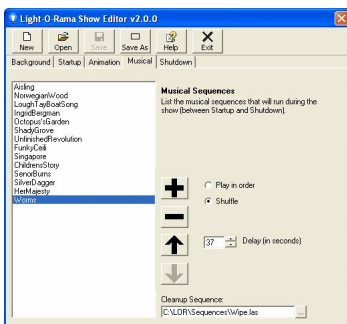 Light-O-Rama Show Editor v2.0.0
New Open Save Save As Help Exit
Background Startup Animation Musical Shutdown
Aisling
NorwegianWood
LoughTayBoatSong
IngridBergman
Octopus'sGarden
ShadyGrove
UnfinishedRevolution
FunkyCeili
Singapore
ChildrensStory
SenorBurns
SilverDagger
HerMajesty
Worms
Musical Sequences
List the musical sequences that will run during the
show (between Startup and Shutdown).
Play in order
Shuffle
37 Delay (in seconds)
Cleanup Sequence:
C:\LOR\Sequences\Wipe.las ...